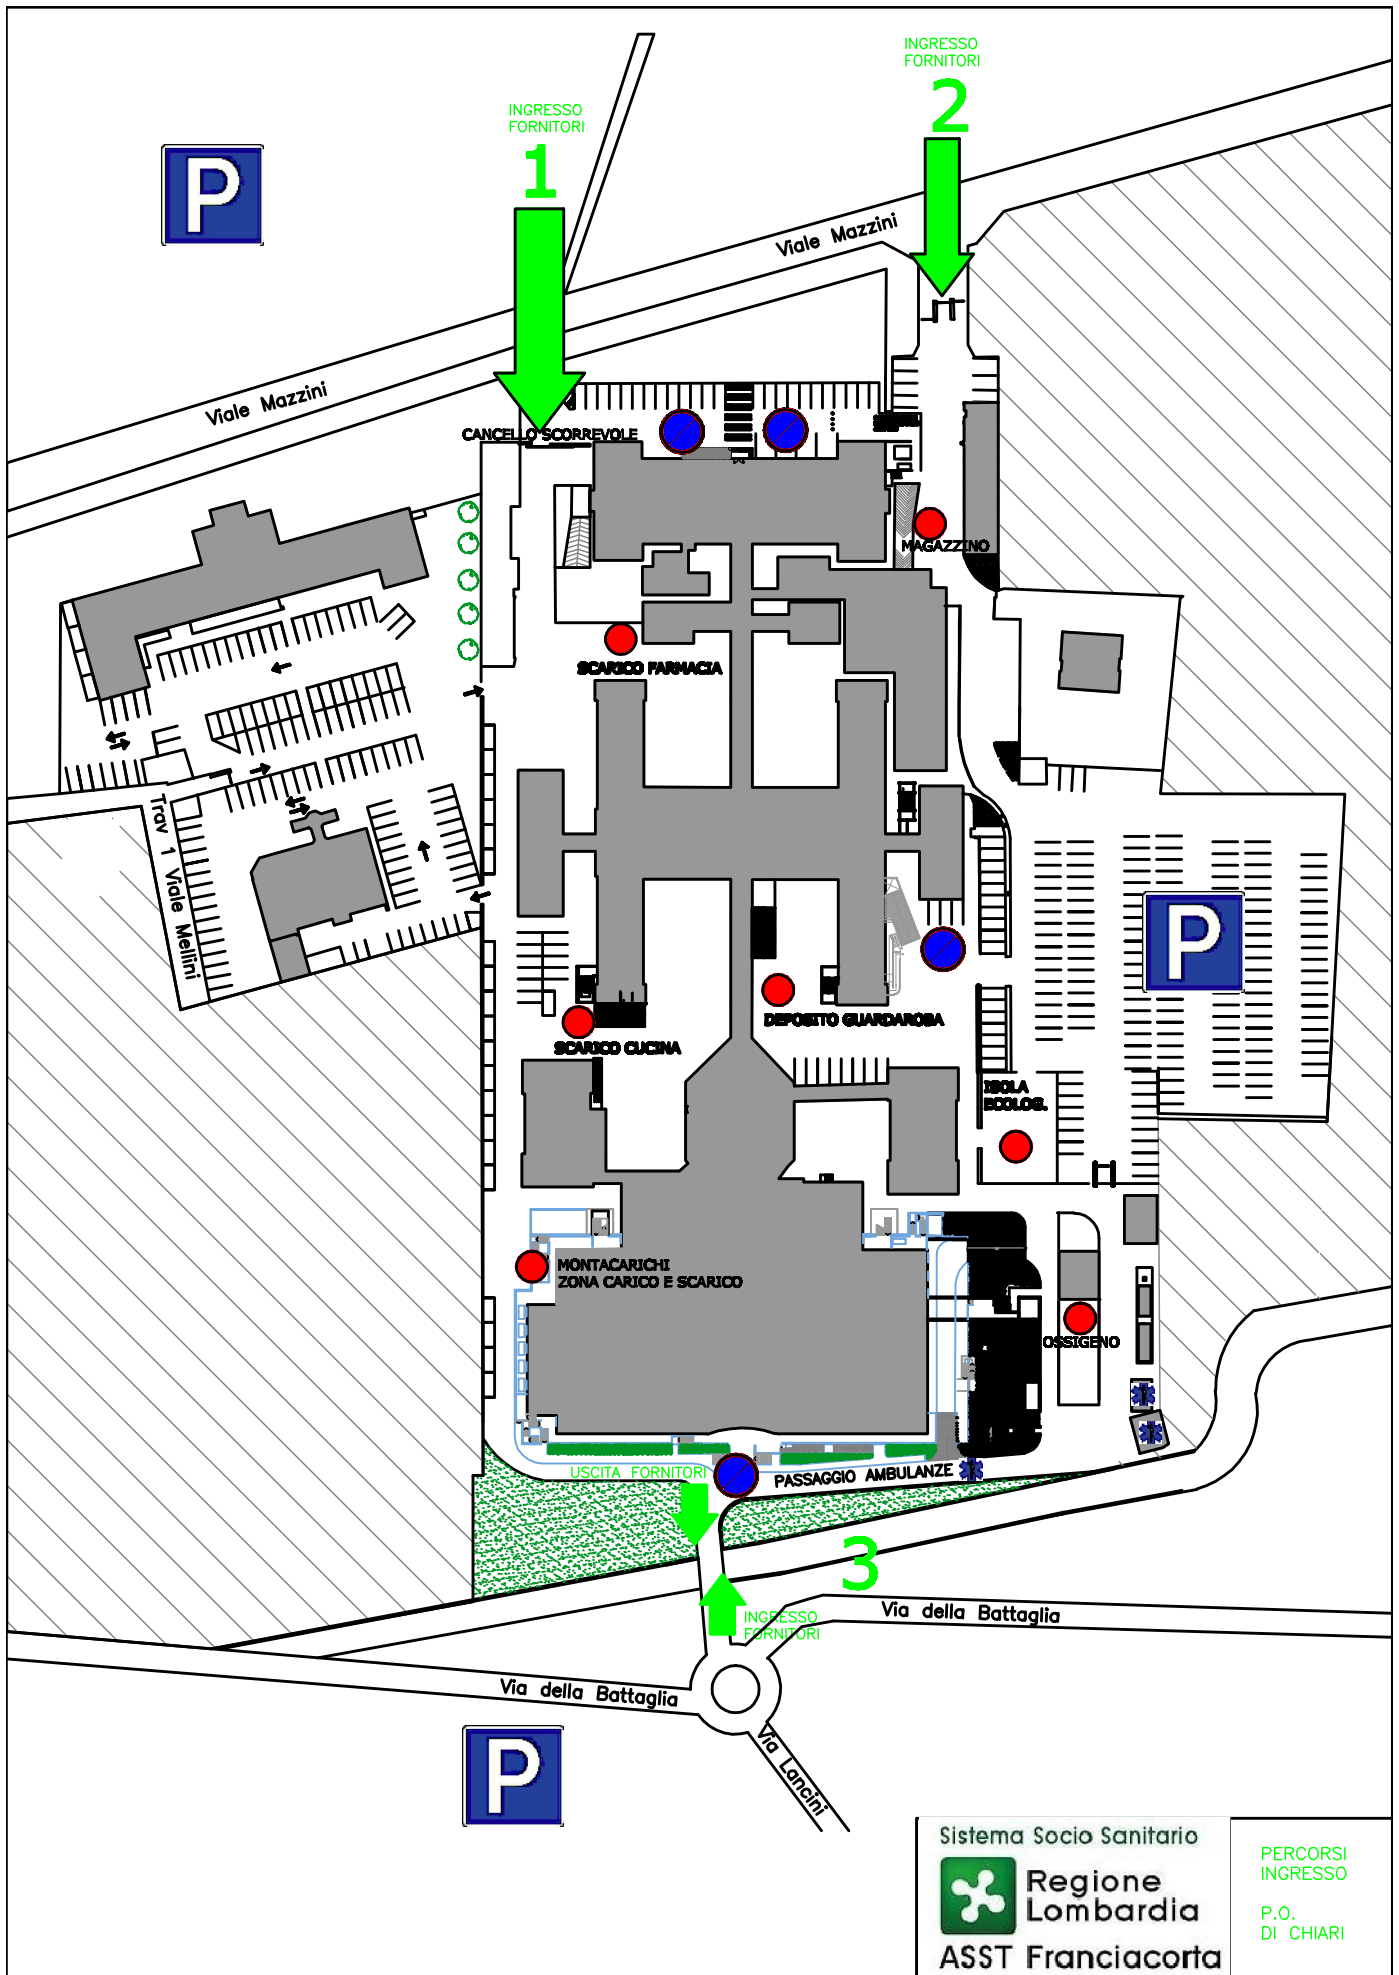 INGRESSO
FORNITORI
2
INGRESSO
FORNITORI
1
P
Viale Mazzini
Viale Mazzini
CANCELLO SCORREVOLE
MAGAZZINO
SCARICO FARMACIA
Trav 1 Viale Mellini
P
DEPOSITO GUARDAROBA
SCARICO CUCINA
ISOLA
ECOLOG.
MONTACARICHI
ZONA CARICO E SCARICO
OSSIGENO
USCITA FORNITORI
PASSAGGIO AMBULANZE
3
INGRESSO
FORNITORI
Via della Battaglia
Via della Battaglia
Via Lancini
P
Sistema Socio Sanitario
Regione
Lombardia
ASST Franciacorta
PERCORSI
INGRESSO
P.O.
DI CHIARI